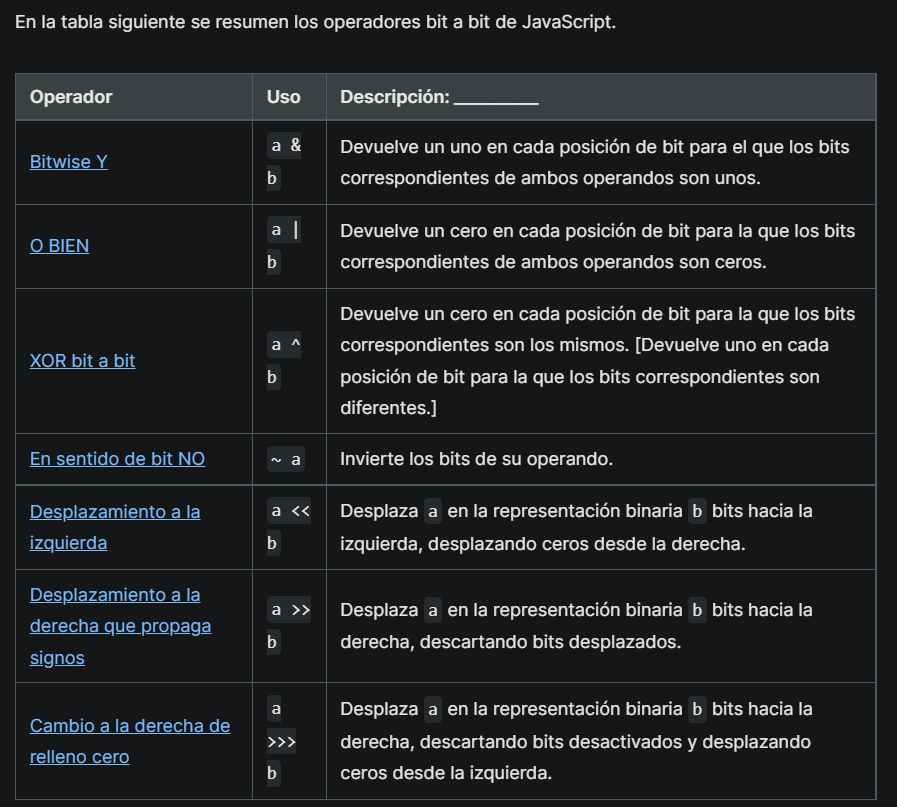 En la tabla siguiente se resumen los operadores bit a bit de JavaScript.
Operador
Uso
Descripción: __________
Bitwise Y
a &
b
Devuelve un uno en cada posición de bit para el que los bits
correspondientes de ambos operandos son unos.
O BIEN
a |
b
Devuelve un cero en cada posición de bit para la que los bits
correspondientes de ambos operandos son ceros.
XOR bit a bit
a ^
b
Devuelve un cero en cada posición de bit para la que los bits
correspondientes son los mismos. [Devuelve uno en cada
posición de bit para la que los bits correspondientes son
diferentes.]
En sentido de bit NO
~ a
Invierte los bits de su operando.
Desplazamiento a la
izquierda
a <<
b
Desplaza a en la representación binaria b bits hacia la
izquierda, desplazando ceros desde la derecha.
Desplazamiento a la
derecha que propaga
signos
a >>
b
Desplaza a en la representación binaria b bits hacia la
derecha, descartando bits desplazados.
Cambio a la derecha de
relleno cero
a
>>>
b
Desplaza a en la representación binaria b bits hacia la
derecha, descartando bits desactivados y desplazando
ceros desde la izquierda.